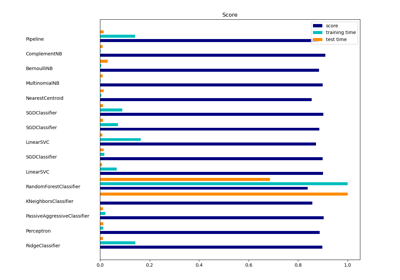 Score
score
training time
test time
Pipeline
ComplementNB
BernoulliNB
MultinomialNB
NearestCentroid
SGDClassifier
SGDClassifier
LinearSVC
SGDClassifier
LinearSVC
RandomForestClassifier
KNeighborsClassifier
PassiveAggressiveClassifier
Perceptron
RidgeClassifier
0.0 0.2 0.4 0.6 0.8 1.0